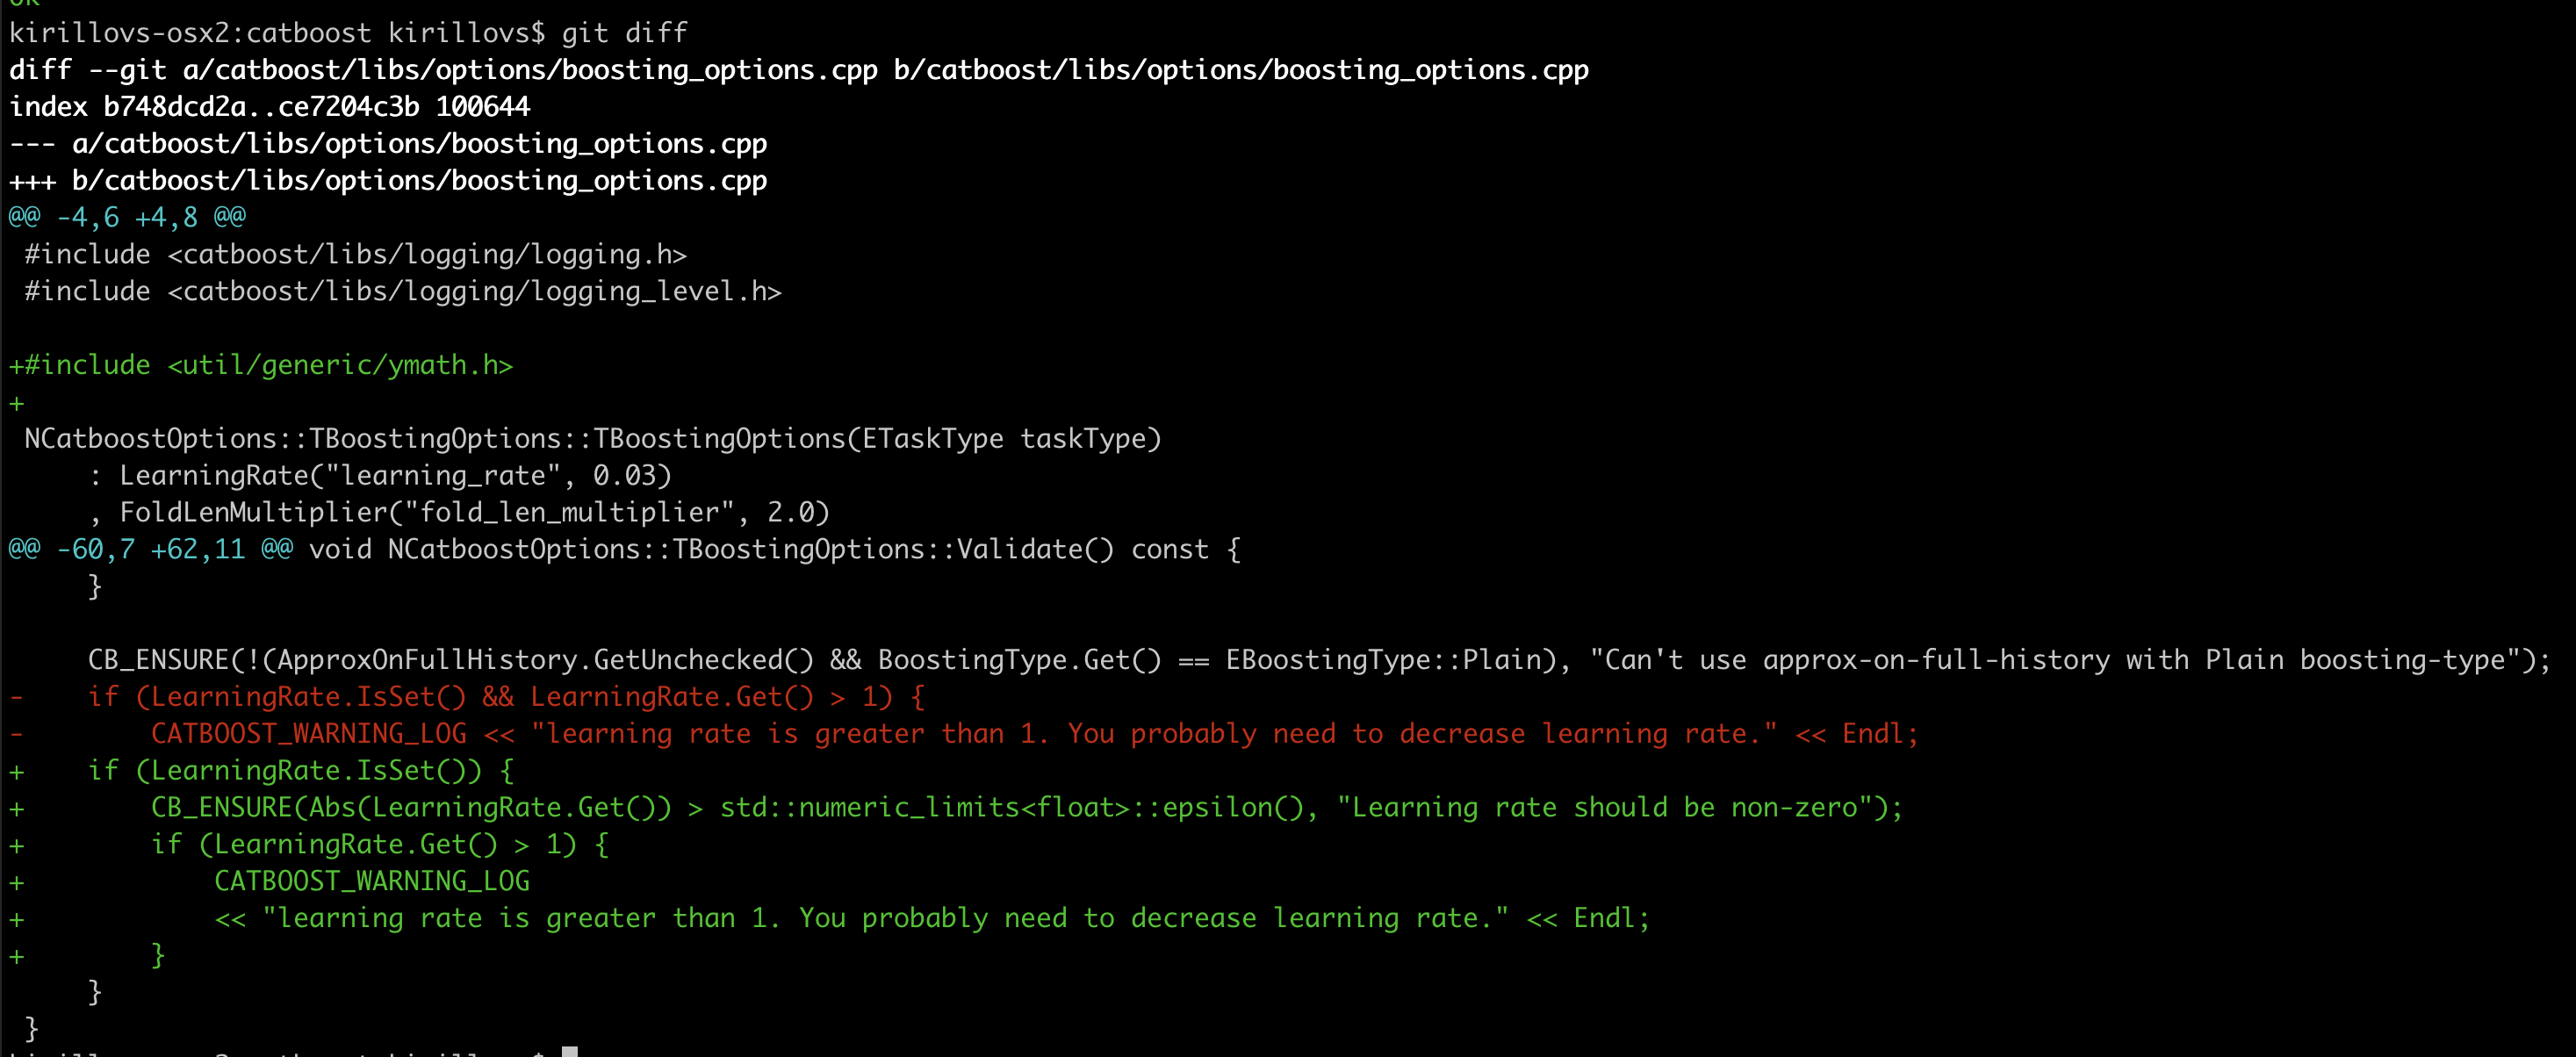 kirillovs-osx2:catboost kirillovs$ git diff
diff --git a/catboost/libs/options/boosting_options.cpp b/catboost/libs/options/boosting_options.cpp
index b748dcd2a..ce7204c3b 100644
--- a/catboost/libs/options/boosting_options.cpp
+++ b/catboost/libs/options/boosting_options.cpp
@@ -4,6 +4,8 @@
 #include <catboost/libs/logging/logging.h>
 #include <catboost/libs/logging/logging_level.h>

+#include <util/generic/ymath.h>
+
 NCatboostOptions::TBoostingOptions::TBoostingOptions(ETaskType taskType)
     : LearningRate("learning_rate", 0.03)
     , FoldLenMultiplier("fold_len_multiplier", 2.0)
@@ -60,7 +62,11 @@ void NCatboostOptions::TBoostingOptions::Validate() const {
     }

     CB_ENSURE(!(ApproxOnFullHistory.GetUnchecked() && BoostingType.Get() == EBoostingType::Plain), "Can't use approx-on-full-history with Plain boosting-type");
-    if (LearningRate.IsSet() && LearningRate.Get() > 1) {
-        CATBOOST_WARNING_LOG << "learning rate is greater than 1. You probably need to decrease learning rate." << Endl;
+    if (LearningRate.IsSet()) {
+        CB_ENSURE(Abs(LearningRate.Get()) > std::numeric_limits<float>::epsilon(), "Learning rate should be non-zero");
+        if (LearningRate.Get() > 1) {
+            CATBOOST_WARNING_LOG
+            << "learning rate is greater than 1. You probably need to decrease learning rate." << Endl;
+        }
     }
 }